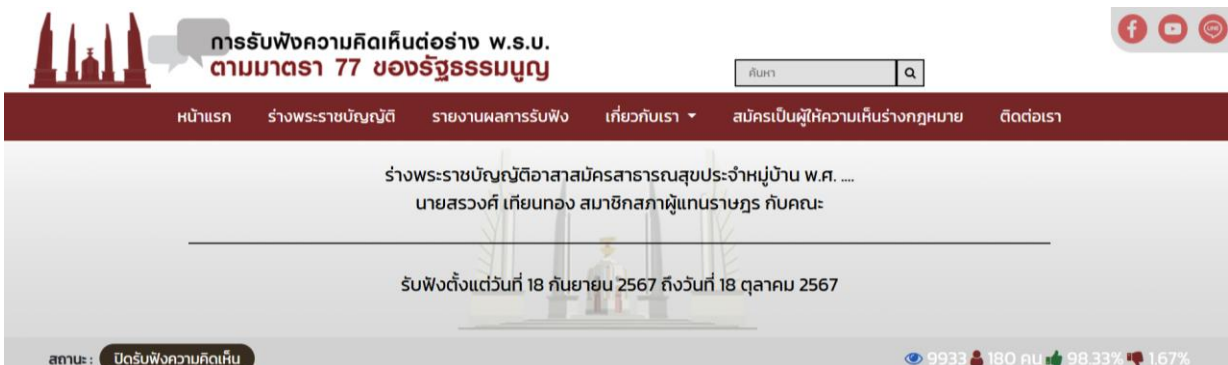 การรับฟังความคิดเห็นต่อร่าง พ.ร.บ.
ตามมาตรา 77 ของรัฐธรรมนูญ
ค้นหา
LINE
หน้าแรก ร่างพระราชบัญญัติ รายงานผลการรับฟัง เกี่ยวกับเรา สมัครเป็นผู้ให้ความเห็นร่างกฎหมาย ติดต่อเรา
ร่างพระราชบัญญัติอาสาสมัครสาธารณสุขประจำหมู่บ้าน พ.ศ. ....
นายสรวงศ์ เทียนทอง สมาชิกสภาผู้แทนราษฎร กับคณะ
รับฟังตั้งแต่วันที่ 18 กันยายน 2567 ถึงวันที่ 18 ตุลาคม 2567
สถานะ : ปิดรับฟังความคิดเห็น 9933 180 คน 98.33% 1.67%